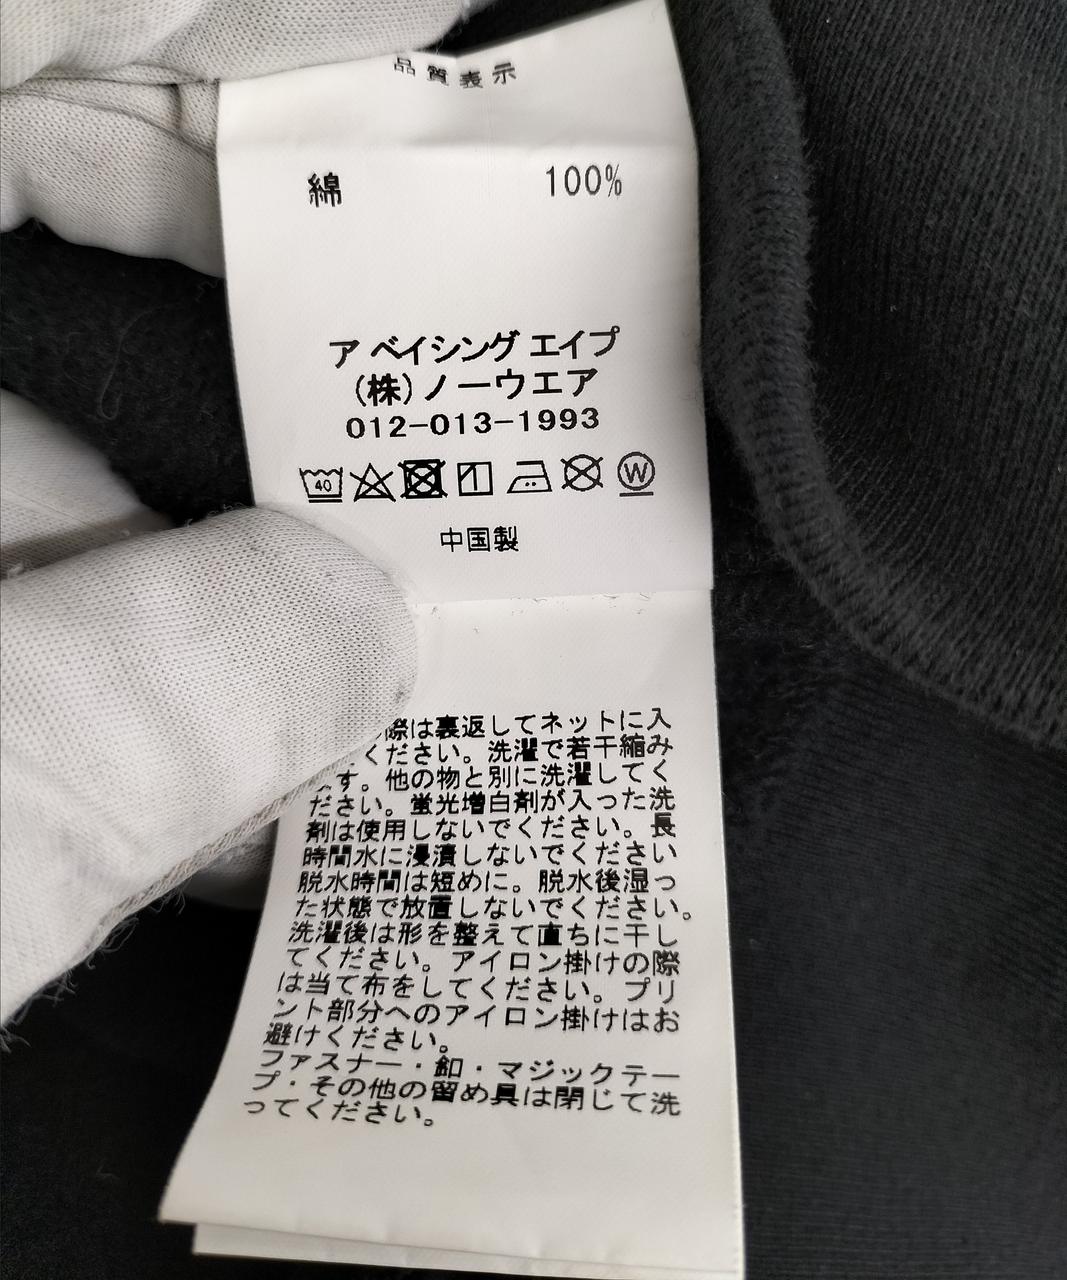 品質表示
綿 100%
ア ベイシング エイプ
(株)ノーウエア
012-013-1993
40
W
中国製
際は裏返してネットに入
ください。洗濯で若干縮み
す。他の物と別に洗濯してく
ださい。蛍光増白剤が入った洗
剤は使用しないでください。長
時間水に浸漬しないでください
脱水時間は短めに。脱水後湿っ
た状態で放置しないでください。
洗濯後は形を整えて直ちに干し
てください。アイロン掛けの際
は当て布をしてください。プリ
ント部分へのアイロン掛けはお
避けください。
ファスナー・釦・マジックテー
プ・その他の留め具は閉じて洗
ってください。